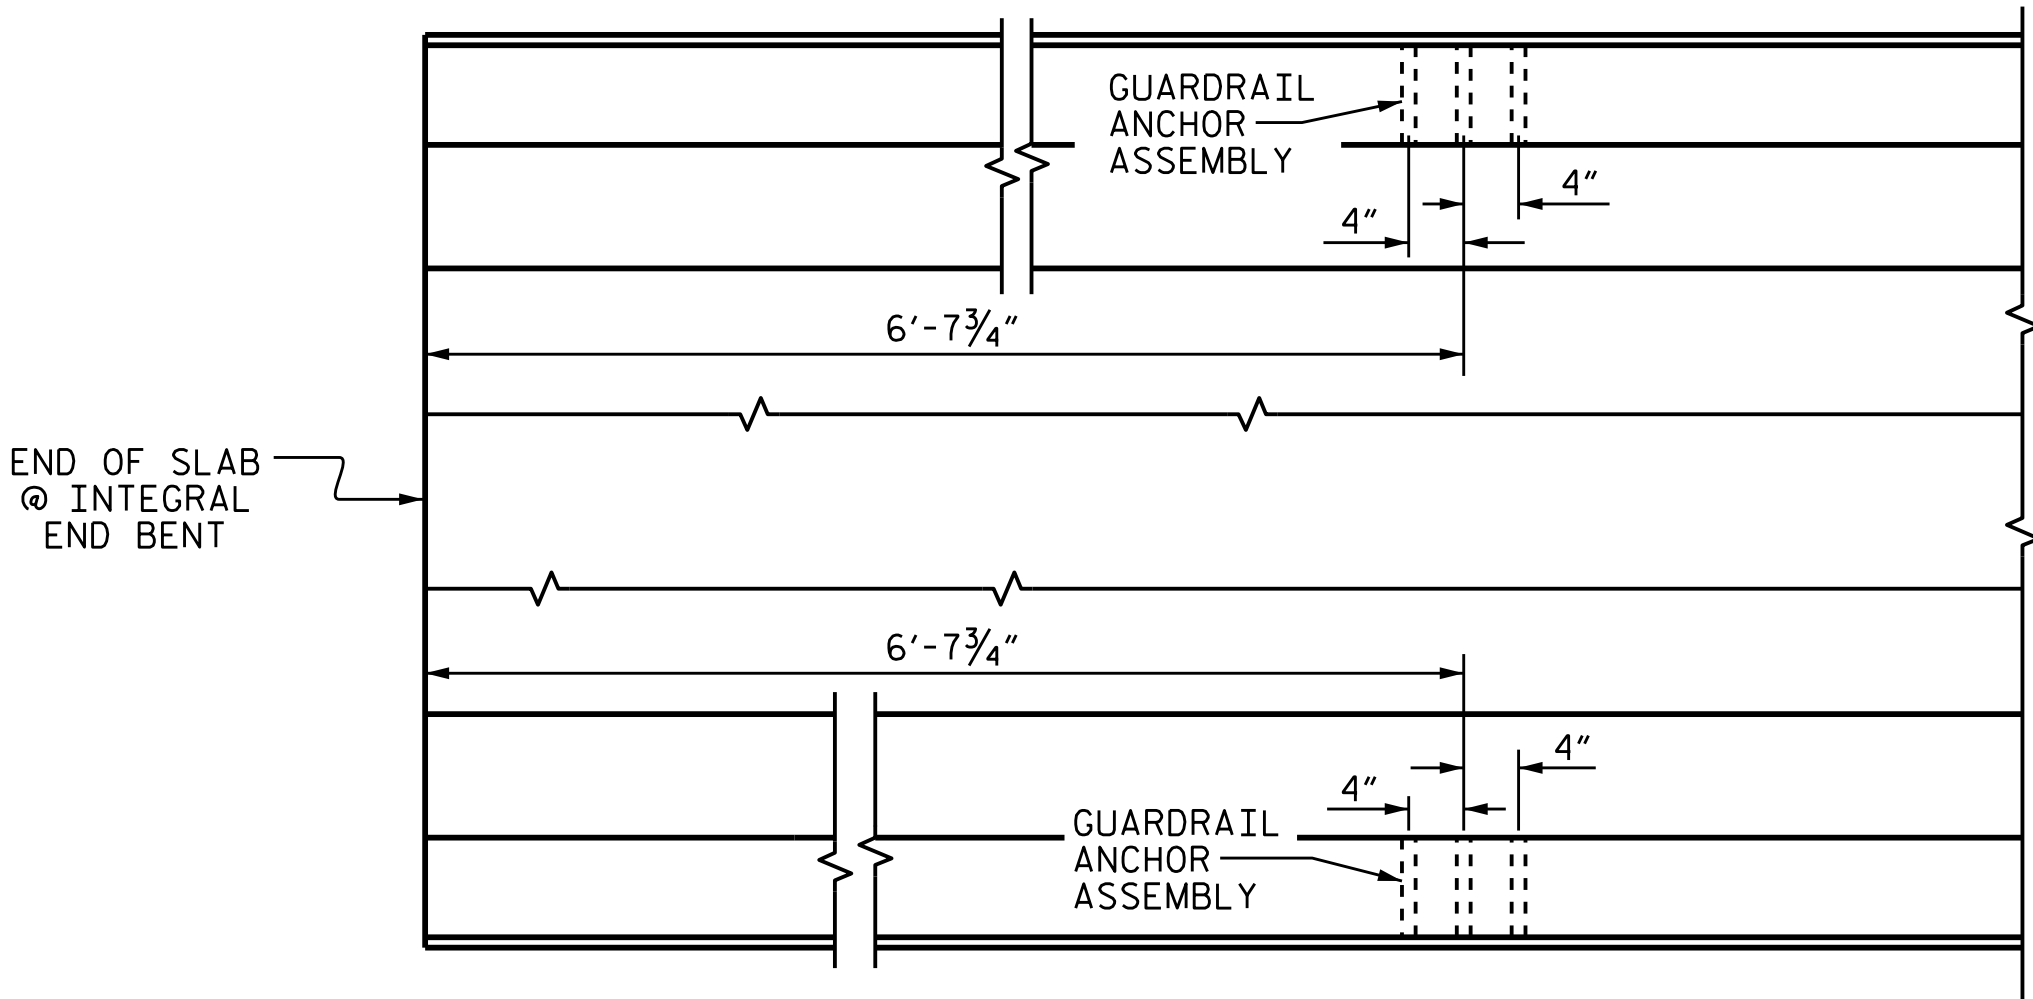 GUARDRAIL
ANCHOR
ASSEMBLY
4"
4"
6'-7¾"
END OF SLAB
@ INTEGRAL
END BENT
6'-7¾"
4"
4"
GUARDRAIL
ANCHOR
ASSEMBLY